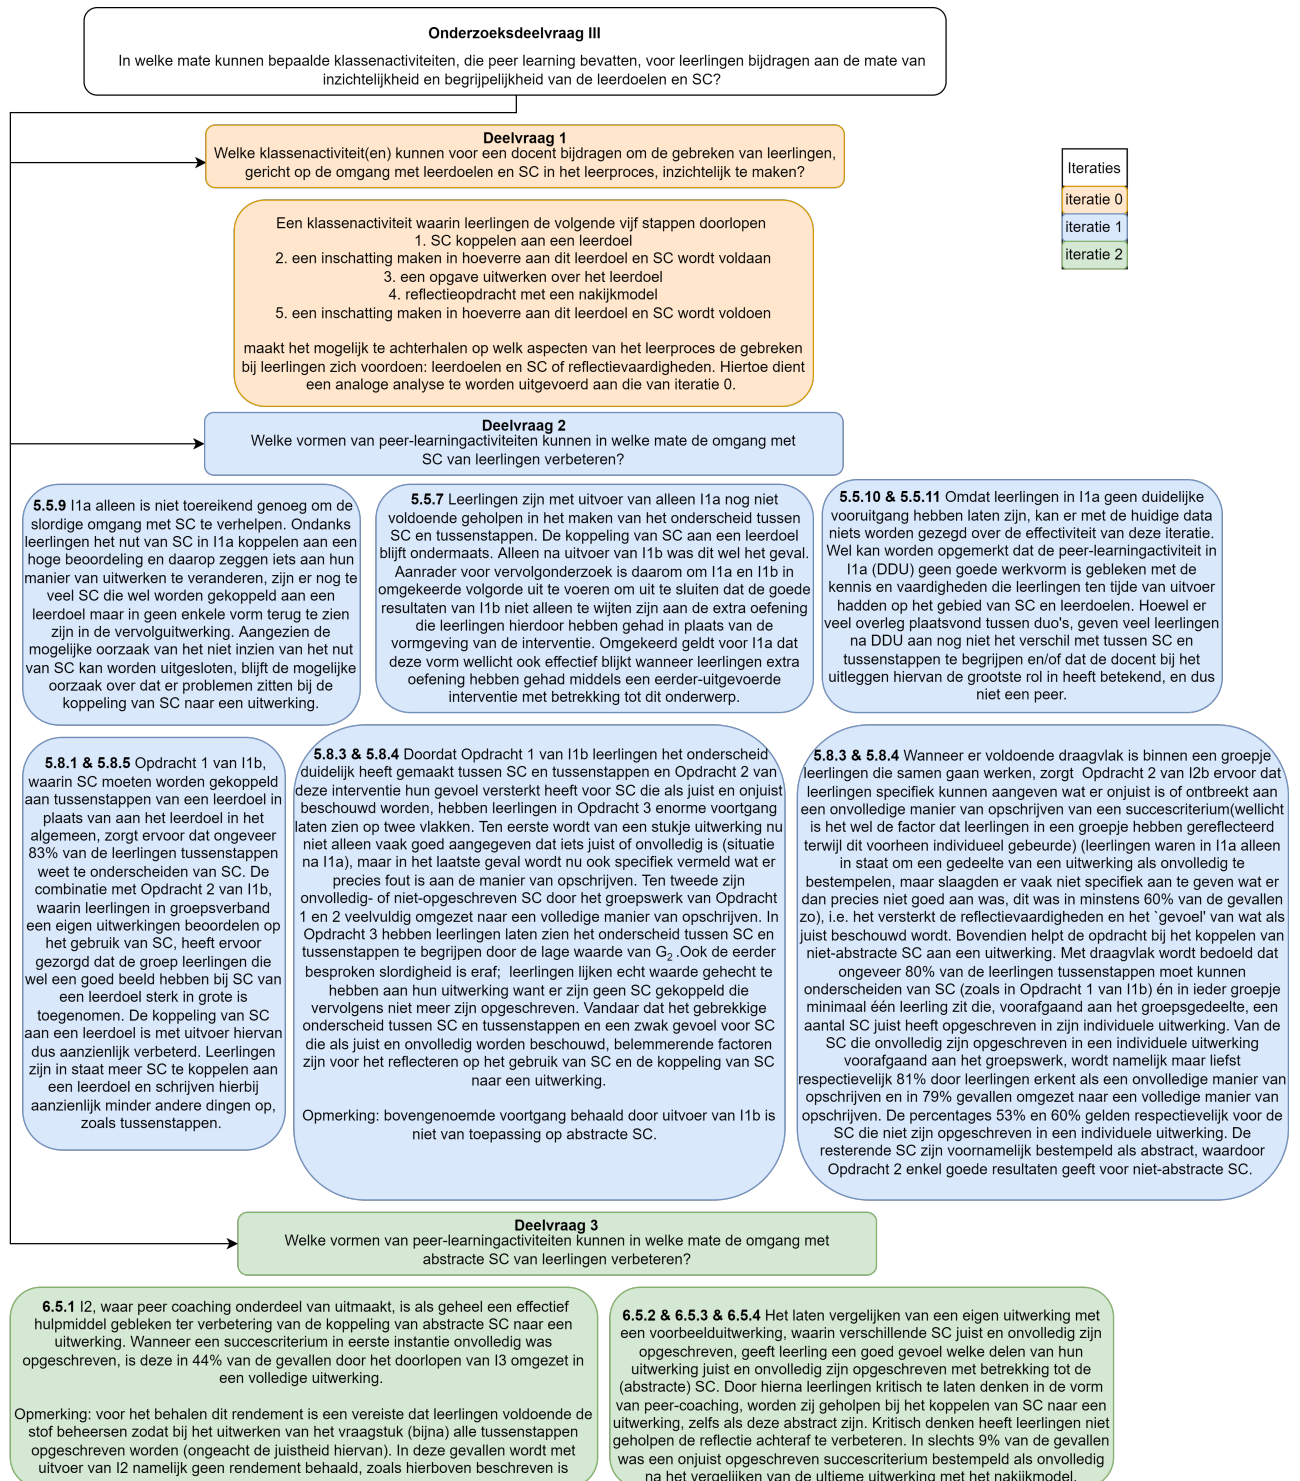 Onderzoeksdeelvraag III
In welke mate kunnen bepaalde klassenactiviteiten, die peer learning bevatten, voor leerlingen bijdragen aan de mate van
inzichtelijkheid en begrijpelijkheid van de leerdoelen en SC?
Deelvraag 1
Welke klassenactiviteit(en) kunnen voor een docent bijdragen om de gebreken van leerlingen,
gericht op de omgang met leerdoelen en SC in het leerproces, inzichtelijk te maken?
Iteraties
iteratie 0
iteratie 1
iteratie 2
Een klassenactiviteit waarin leerlingen de volgende vijf stappen doorlopen
1. SC koppelen aan een leerdoel
2. een inschatting maken in hoeverre aan dit leerdoel en SC wordt voldaan
3. een opgave uitwerken over het leerdoel
4. reflectieopdracht met een nakijkmodel
5. een inschatting maken in hoeverre aan dit leerdoel en SC wordt voldoen
maakt het mogelijk te achterhalen op welk aspecten van het leerproces de gebreken
bij leerlingen zich voordoen: leerdoelen en SC of reflectievaardigheden. Hiertoe dient
een analoge analyse te worden uitgevoerd aan die van iteratie 0.
Deelvraag 2
Welke vormen van peer-learningactiviteiten kunnen in welke mate de omgang met
SC van leerlingen verbeteren?
5.5.9 I1a alleen is niet toereikend genoeg om de
slordige omgang met SC te verhelpen. Ondanks
leerlingen het nut van SC in I1a koppelen aan een
hoge beoordeling en daarop zeggen iets aan hun
manier van uitwerken te veranderen, zijn er nog te
veel SC die wel worden gekoppeld aan een
leerdoel maar in geen enkele vorm terug te zien
zijn in de vervolguitwerking. Aangezien de
mogelijke oorzaak van het niet inzien van het nut
van SC kan worden uitgesloten, blijft de mogelijke
oorzaak over dat er problemen zitten bij de
koppeling van SC naar een uitwerking.
5.5.7 Leerlingen zijn met uitvoer van alleen I1a nog niet
voldoende geholpen in het maken van het onderscheid tussen
SC en tussenstappen. De koppeling van SC aan een leerdoel
blijft ondermaats. Alleen na uitvoer van I1b was dit wel het geval.
Aanrader voor vervolgonderzoek is daarom om I1a en I1b in
omgekeerde volgorde uit te voeren om uit te sluiten dat de goede
resultaten van I1b niet alleen te wijten zijn aan de extra oefening
die leerlingen hierdoor hebben gehad in plaats van de
vormgeving van de interventie. Omgekeerd geldt voor I1a dat
deze vorm wellicht ook effectief blijkt wanneer leerlingen extra
oefening hebben gehad middels een eerder-uitgevoerde
interventie met betrekking tot dit onderwerp.
5.5.10 & 5.5.11 Omdat leerlingen in I1a geen duidelijke
vooruitgang hebben laten zijn, kan er met de huidige data
niets worden gezegd over de effectiviteit van deze iteratie.
Wel kan worden opgemerkt dat de peer-learningactiviteit in
I1a (DDU) geen goede werkvorm is gebleken met de
kennis en vaardigheden die leerlingen ten tijde van uitvoer
hadden op het gebied van SC en leerdoelen. Hoewel er
veel overleg plaatsvond tussen duo's, geven veel leerlingen
na DDU aan nog niet het verschil met tussen SC en
tussenstappen te begrijpen en/of dat de docent bij het
uitleggen hiervan de grootste rol in heeft betekend, en dus
niet een peer.
5.8.1 & 5.8.5 Opdracht 1 van I1b,
waarin SC moeten worden gekoppeld
aan tussenstappen van een leerdoel in
plaats van aan het leerdoel in het
algemeen, zorgt ervoor dat ongeveer
83% van de leerlingen tussenstappen
weet te onderscheiden van SC. De
combinatie met Opdracht 2 van I1b,
waarin leerlingen in groepsverband
een eigen uitwerkingen beoordelen op
het gebruik van SC, heeft ervoor
gezorgd dat de groep leerlingen die
wel een goed beeld hebben bij SC van
een leerdoel sterk in grote is
toegenomen. De koppeling van SC
aan een leerdoel is met uitvoer hiervan
dus aanzienlijk verbeterd. Leerlingen
zijn in staat meer SC te koppelen aan
een leerdoel en schrijven hierbij
aanzienlijk minder andere dingen op,
zoals tussenstappen.
5.8.3 & 5.8.4 Doordat Opdracht 1 van I1b leerlingen het onderscheid
duidelijk heeft gemaakt tussen SC en tussenstappen en Opdracht 2 van
deze interventie hun gevoel versterkt heeft voor SC die als juist en onjuist
beschouwd worden, hebben leerlingen in Opdracht 3 enorme voortgang
laten zien op twee vlakken. Ten eerste wordt van een stukje uitwerking nu
niet alleen vaak goed aangegeven dat iets juist of onvolledig is (situatie
na I1a), maar in het laatste geval wordt nu ook specifiek vermeld wat er
precies fout is aan de manier van opschrijven. Ten tweede zijn
onvolledig- of niet-opgeschreven SC door het groepswerk van Opdracht
1 en 2 veelvuldig omgezet naar een volledige manier van opschrijven. In
Opdracht 3 hebben leerlingen laten zien het onderscheid tussen SC en
tussenstappen te begrijpen door de lage waarde van G2 .Ook de eerder
besproken slordigheid is eraf; leerlingen lijken echt waarde gehecht te
hebben aan hun uitwerking want er zijn geen SC gekoppeld die
vervolgens niet meer zijn opgeschreven. Vandaar dat het gebrekkige
onderscheid tussen SC en tussenstappen en een zwak gevoel voor SC
die als juist en onvolledig worden beschouwd, belemmerende factoren
zijn voor het reflecteren op het gebruik van SC en de koppeling van SC
naar een uitwerking.
Opmerking: bovengenoemde voortgang behaald door uitvoer van I1b is
niet van toepassing op abstracte SC.
5.8.3 & 5.8.4 Wanneer er voldoende draagvlak is binnen een groepje
leerlingen die samen gaan werken, zorgt Opdracht 2 van I2b ervoor dat
leerlingen specifiek kunnen aangeven wat er onjuist is of ontbreekt aan
een onvolledige manier van opschrijven van een succescriterium(wellicht
is het wel de factor dat leerlingen in een groepje hebben gereflecteerd
terwijl dit voorheen individueel gebeurde) (leerlingen waren in I1a alleen
in staat om een gedeelte van een uitwerking als onvolledig te
bestempelen, maar slaagden er vaak niet specifiek aan te geven wat er
dan precies niet goed aan was, dit was in minstens 60% van de gevallen
zo), i.e. het versterkt de reflectievaardigheden en het `gevoel' van wat als
juist beschouwd wordt. Bovendien helpt de opdracht bij het koppelen van
niet-abstracte SC aan een uitwerking. Met draagvlak wordt bedoeld dat
ongeveer 80% van de leerlingen tussenstappen moet kunnen
onderscheiden van SC (zoals in Opdracht 1 van I1b) én in ieder groepje
minimaal één leerling zit die, voorafgaand aan het groepsgedeelte, een
aantal SC juist heeft opgeschreven in zijn individuele uitwerking. Van de
SC die onvolledig zijn opgeschreven in een individuele uitwerking
voorafgaand aan het groepswerk, wordt namelijk maar liefst
respectievelijk 81% door leerlingen erkent als een onvolledige manier van
opschrijven en in 79% gevallen omgezet naar een volledige manier van
opschrijven. De percentages 53% en 60% gelden respectievelijk voor de
SC die niet zijn opgeschreven in een individuele uitwerking. De
resterende SC zijn voornamelijk bestempeld als abstract, waardoor
Opdracht 2 enkel goede resultaten geeft voor niet-abstracte SC.
Deelvraag 3
Welke vormen van peer-learningactiviteiten kunnen in welke mate de omgang met
abstracte SC van leerlingen verbeteren?
6.5.1 I2, waar peer coaching onderdeel van uitmaakt, is als geheel een effectief
hulpmiddel gebleken ter verbetering van de koppeling van abstracte SC naar een
uitwerking. Wanneer een succescriterium in eerste instantie onvolledig was
opgeschreven, is deze in 44% van de gevallen door het doorlopen van I3 omgezet in
een volledige uitwerking.
Opmerking: voor het behalen dit rendement is een vereiste dat leerlingen voldoende de
stof beheersen zodat bij het uitwerken van het vraagstuk (bijna) alle tussenstappen
opgeschreven worden (ongeacht de juistheid hiervan). In deze gevallen wordt met
uitvoer van I2 namelijk geen rendement behaald, zoals hierboven beschreven is
6.5.2 & 6.5.3 & 6.5.4 Het laten vergelijken van een eigen uitwerking met
een voorbeelduitwerking, waarin verschillende SC juist en onvolledig zijn
opgeschreven, geeft leerling een goed gevoel welke delen van hun
uitwerking juist en onvolledig zijn opgeschreven met betrekking tot de
(abstracte) SC. Door hierna leerlingen kritisch te laten denken in de vorm
van peer-coaching, worden zij geholpen bij het koppelen van SC naar een
uitwerking, zelfs als deze abstract zijn. Kritisch denken heeft leerlingen niet
geholpen de reflectie achteraf te verbeteren. In slechts 9% van de gevallen
was een onjuist opgeschreven succescriterium bestempeld als onvolledig
na het vergelijken van de ultieme uitwerking met het nakijkmodel.